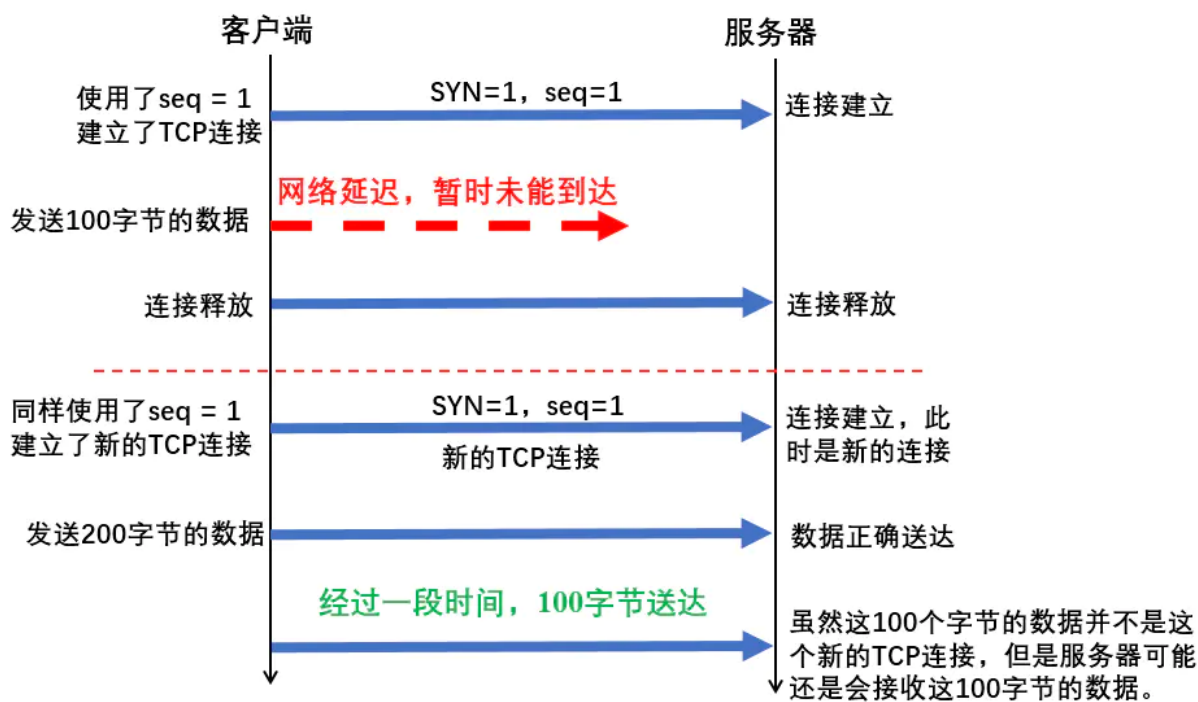 客户端
服务器
使用了seq = 1
建立了TCP连接
SYN=1，seq=1
连接建立
网络延迟，暂时未能到达
发送100字节的数据
连接释放
连接释放
同样使用了seq = 1
建立了新的TCP连接
SYN=1，seq=1
新的TCP连接
连接建立，此
时是新的连接
发送200字节的数据
数据正确送达
经过一段时间，100字节送达
虽然这100个字节的数据并不是这
个新的TCP连接，但是服务器可能
还是会接收这100字节的数据。